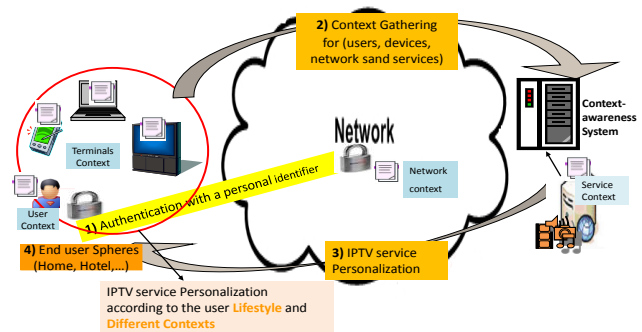 2) Context Gathering
for (users, devices,
network sand services)
Context-
awareness
System
Network
Terminals
Context
Network
context
Service
Context
User
Context
1) Authentication with a personal identifier
4) End user Spheres
(Home, Hotel,...)
3) IPTV service
Personalization
IPTV service Personalization
according to the user Lifestyle and
Different Contexts